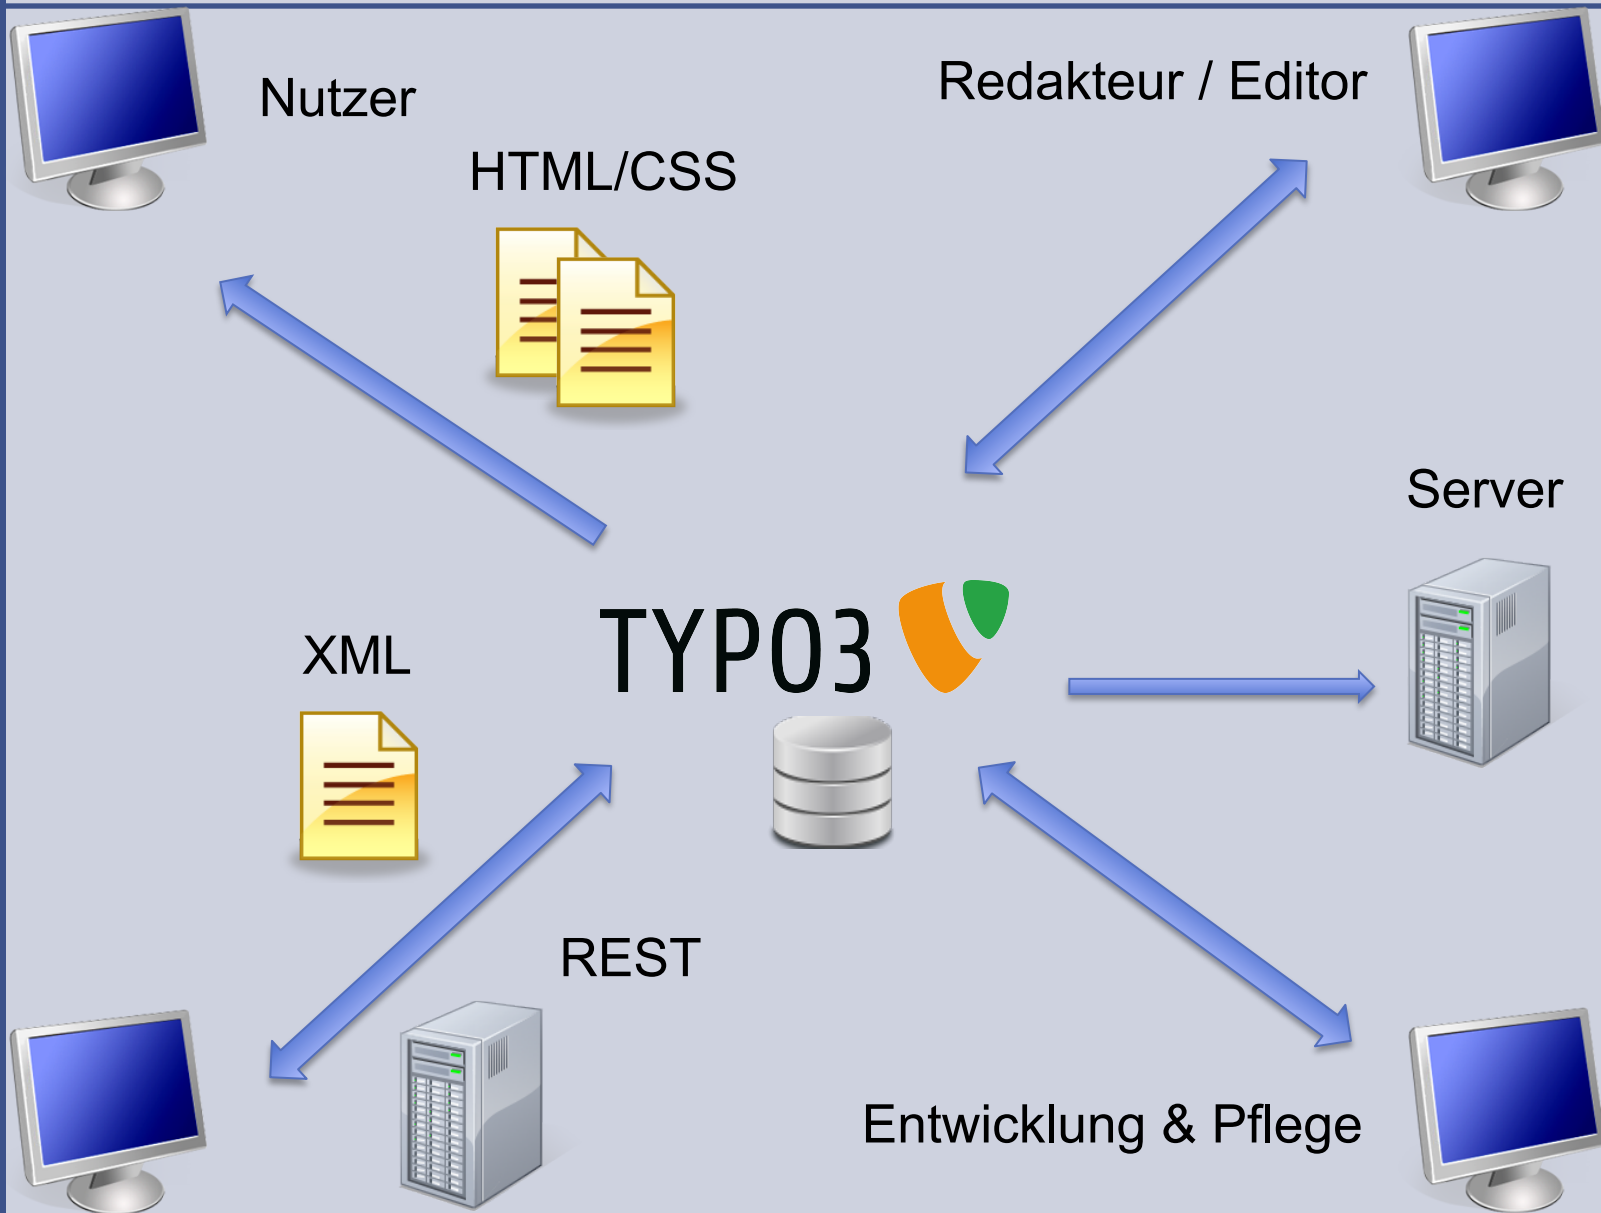 Nutzer
Redakteur / Editor
HTML/CSS
Server
TYPO3
XML
REST
Entwicklung & Pflege